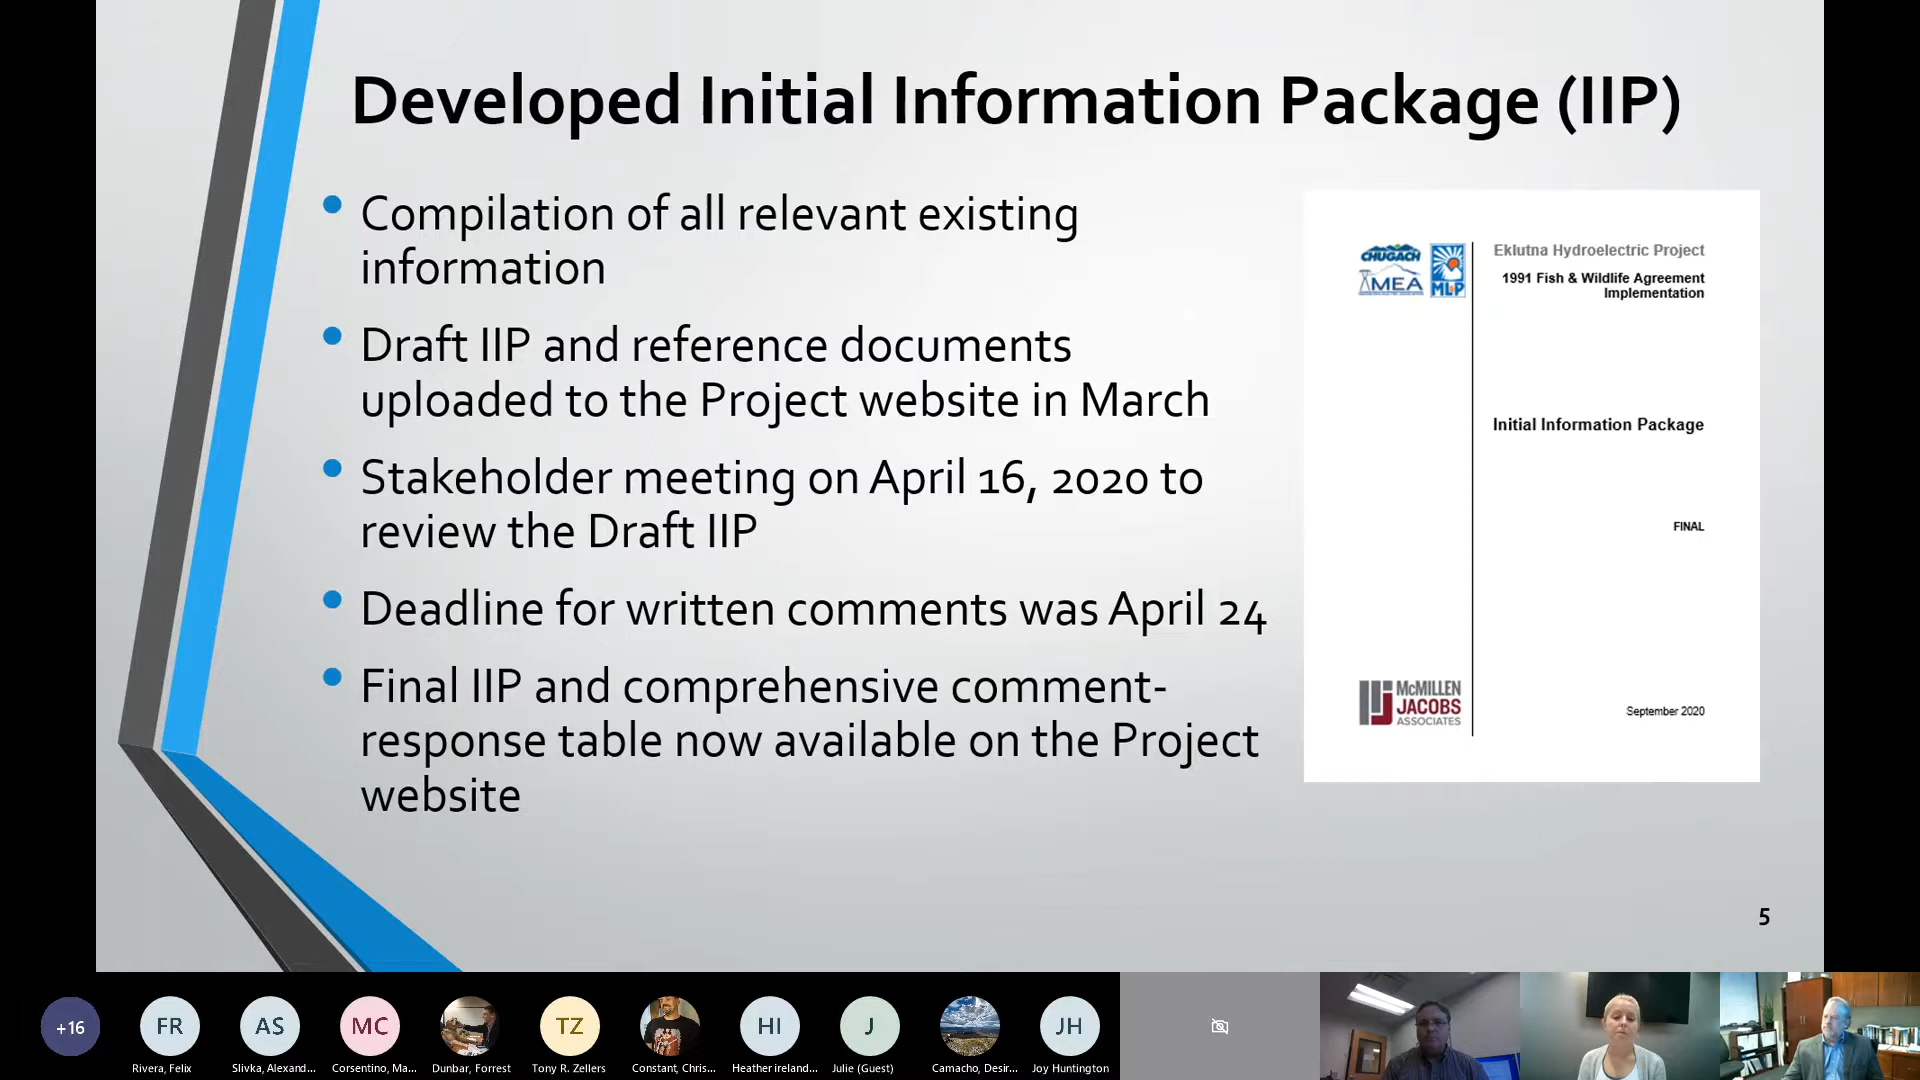 Developed Initial Information Package (IIP)
Compilation of all relevant existing
information
Draft IIP and reference documents
uploaded to the Project website in March
Stakeholder meeting on April 16, 2020 to
review the Draft IIP
Deadline for written comments was April 24
Final IIP and comprehensive comment-
response table now available on the Project
website
CHUGACH
MEA
ML&P
Eklutna Hydroelectric Project
1991 Fish & Wildlife Agreement
Implementation
Initial Information Package
FINAL
McMILLEN
JACOBS
ASSOCIATES
September 2020
5
+16
FR
AS
MC
TZ
HI
J
JH
Rivera, Felix
Slivka, Alexand...
Corsentino, Ma...
Dunbar, Forrest
Tony R. Zellers
Constant, Chris...
Heather ireland...
Julie (Guest)
Camacho, Desir...
Joy Huntington